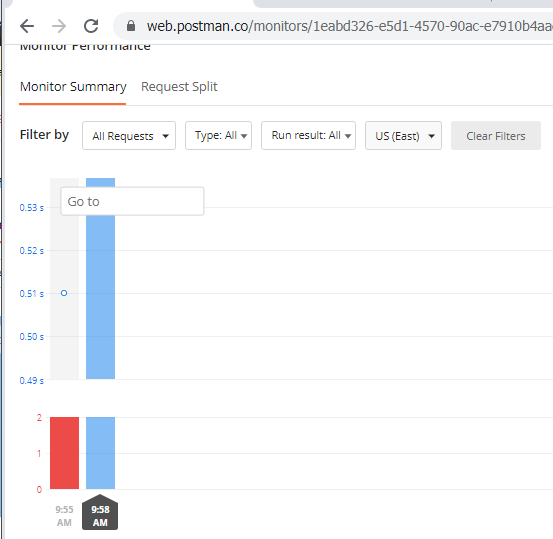 web.postman.co/monitors/1eabd326-e5d1-4570-90ac-e7910b4aa
Monitor Performance
Monitor Summary Request Split
Filter by All Requests Type: All Run result: All US (East) Clear Filters
Go to
0.53 s
0.52 s
0.51 s
0.50 s
0.49 s
2
1
0
9:55 AM
9:58 AM